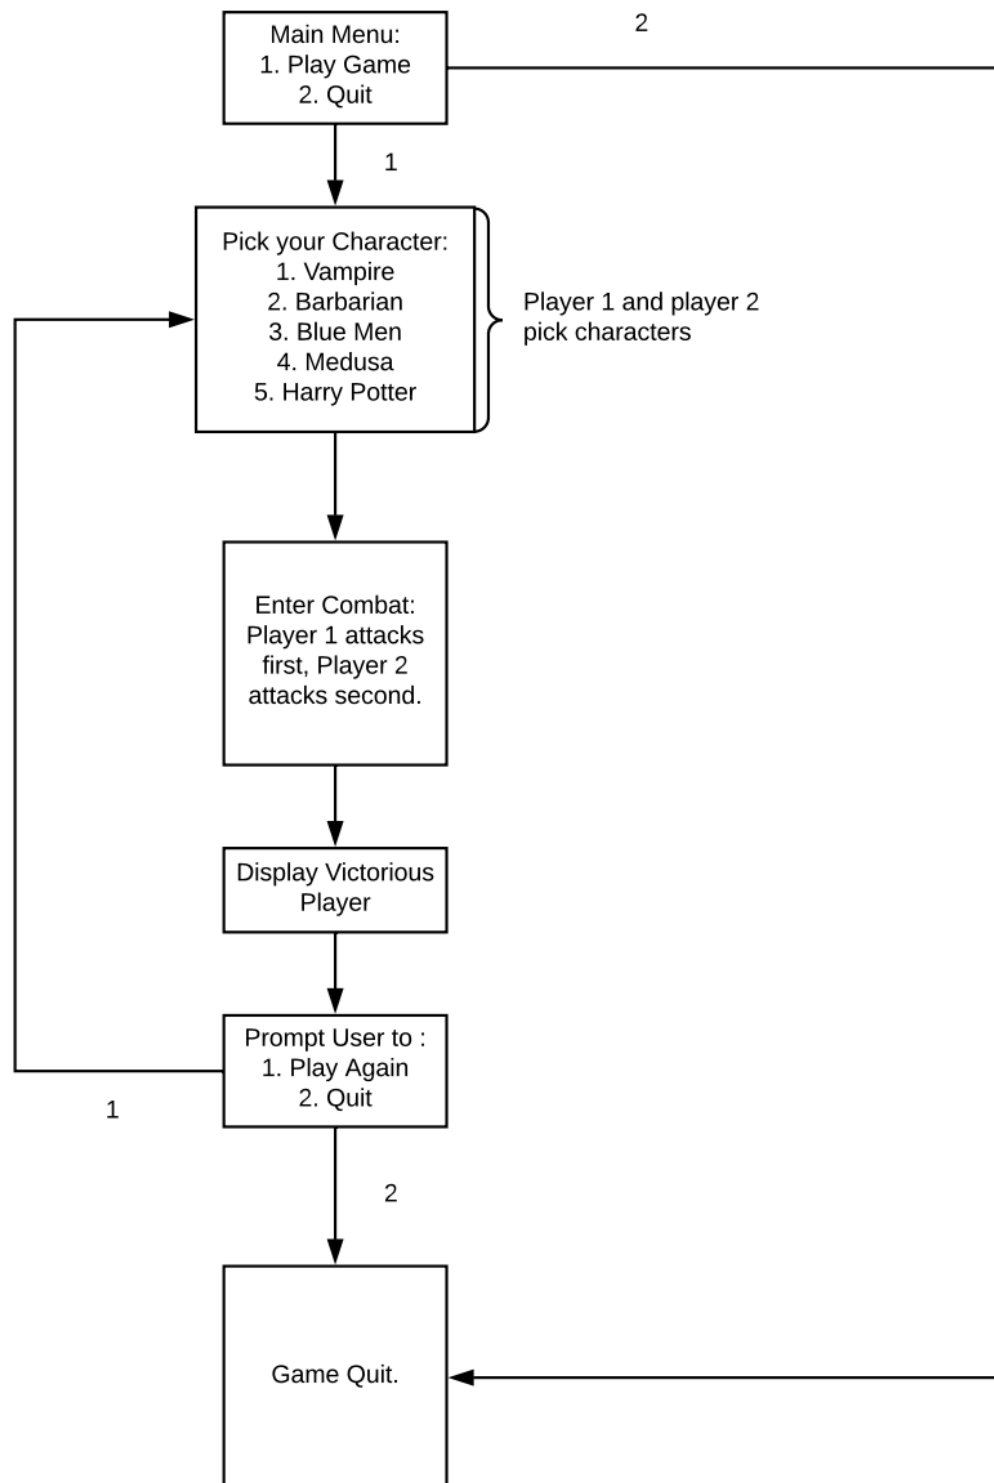 Main Menu:
1. Play Game
2. Quit
2
1
Pick your Character:
1. Vampire
2. Barbarian
3. Blue Men
4. Medusa
5. Harry Potter
Player 1 and player 2
pick characters
Enter Combat:
Player 1 attacks
first, Player 2
attacks second.
Display Victorious
Player
Prompt User to :
1. Play Again
2. Quit
1
2
Game Quit.